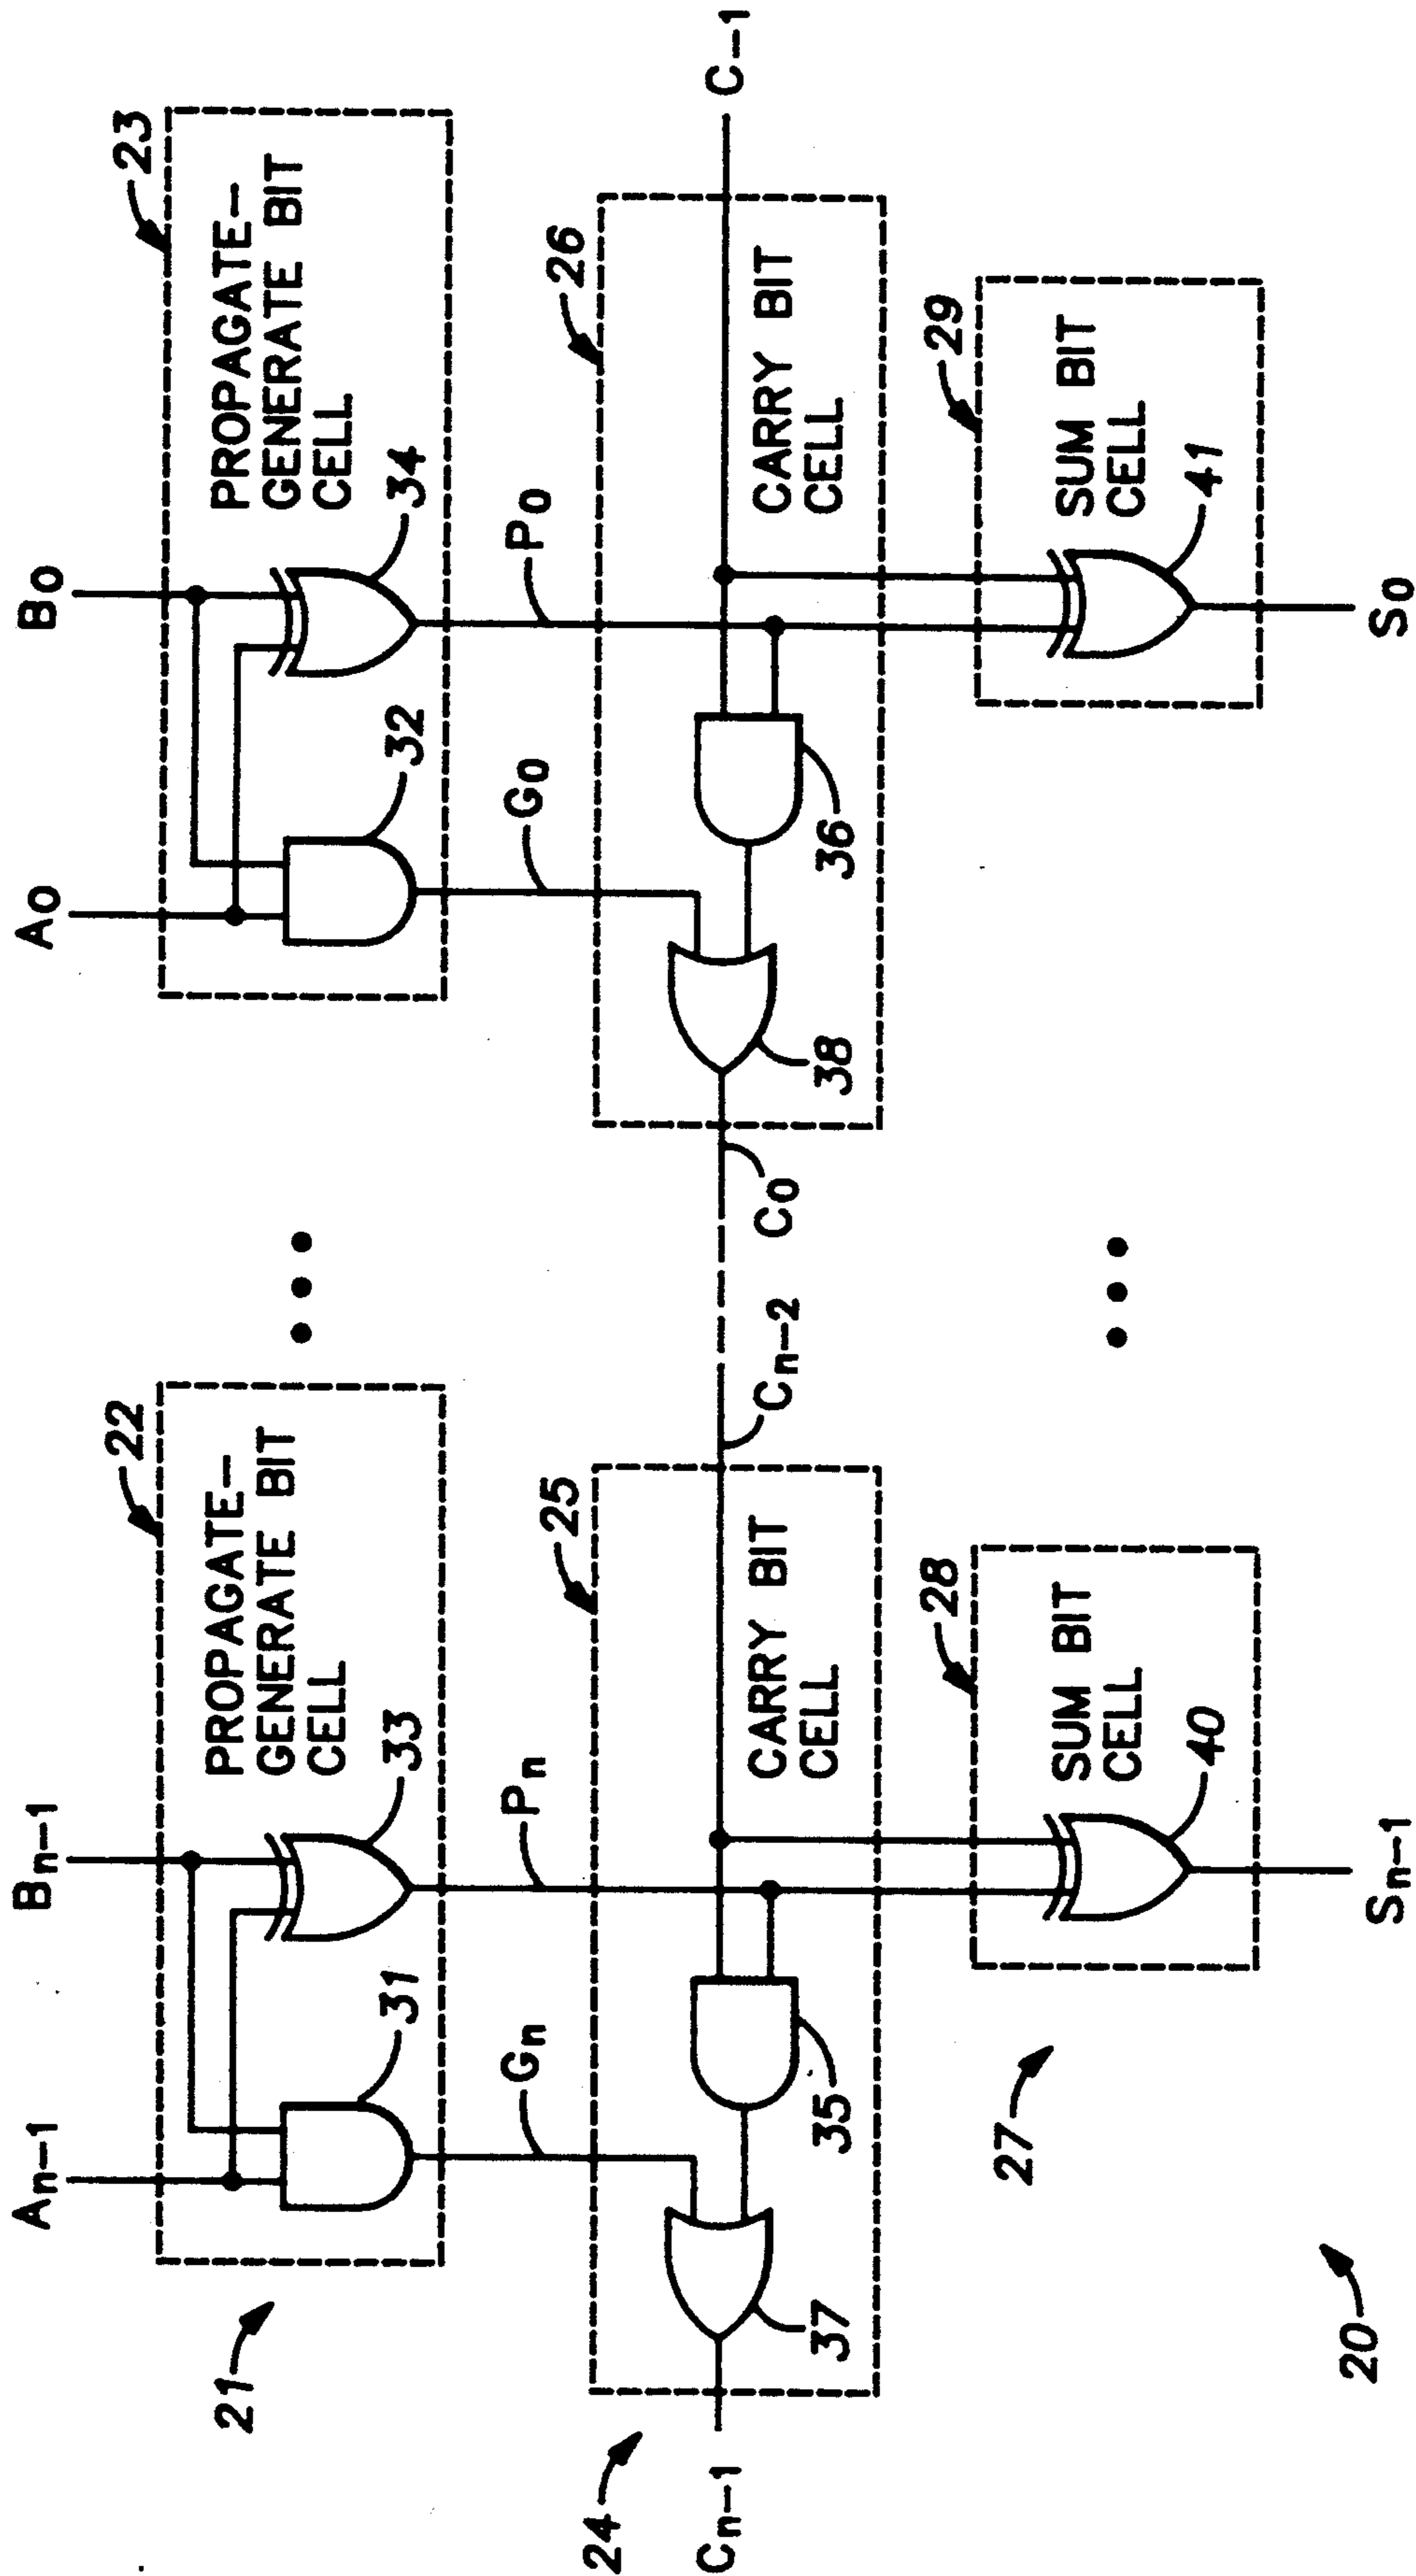 A0
B0
An-1
Bn-1
22
23
PROPAGATE-
GENERATE BIT
CELL
PROPAGATE-
GENERATE BIT
CELL
31
33
32
34
21
Gn
Pn
G0
P0
25
26
24
Cn-1
37
35
CARRY BIT
CELL
Cn-2
C0
38
36
CARRY BIT
CELL
C-1
28
29
27
SUM BIT
CELL
40
SUM BIT
CELL
41
20
Sn-1
S0